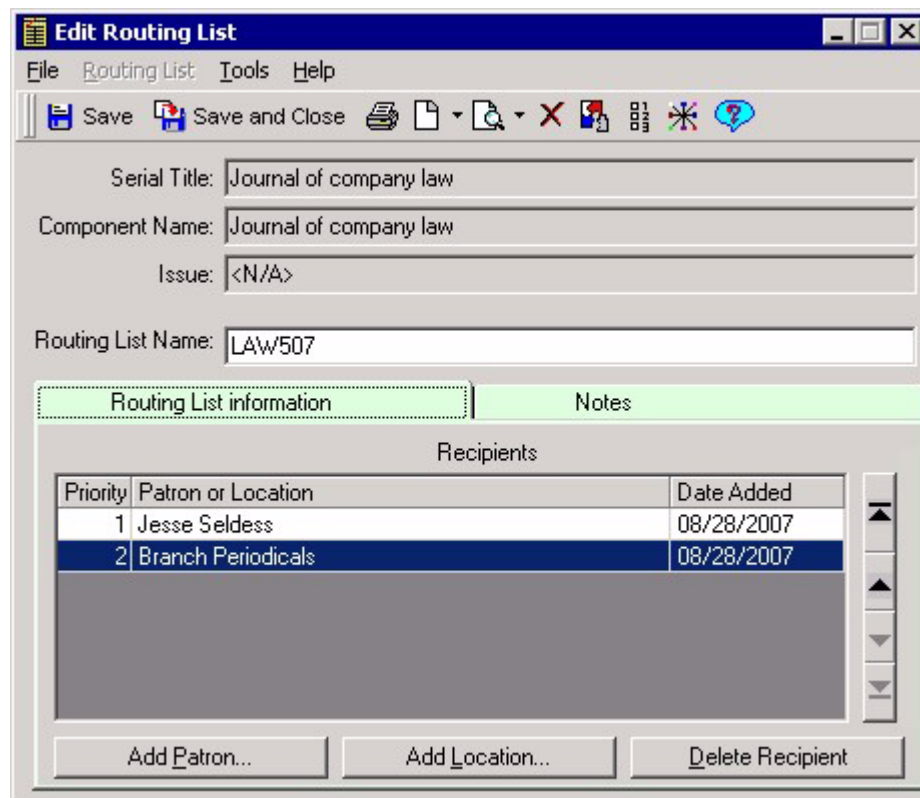 Edit Routing List
File Routing List Tools Help
Save Save and Close
Serial Title: Journal of company law
Component Name: Journal of company law
Issue: <N/A>
Routing List Name: LAW507
Routing List information Notes
Recipients
Priority Patron or Location Date Added
1 Jesse Seldess 08/28/2007
2 Branch Periodicals 08/28/2007
Add Patron... Add Location... Delete Recipient